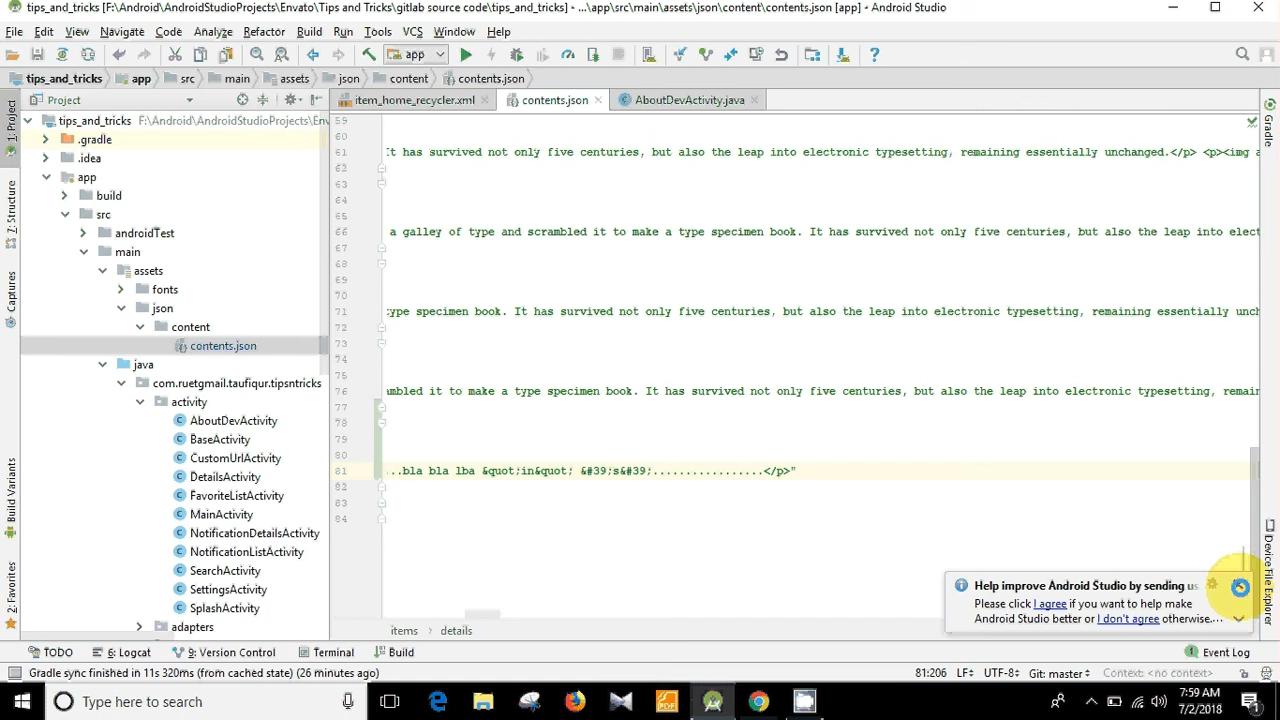 tips_and_tricks [F:\Android\AndroidStudioProjects\Envato\Tips and Tricks\gitlab source code\tips_and_tricks] - ...\app\src\main\assets\json\content\contents.json [app] - Android Studio
File Edit View Navigate Code Analyze Refactor Build Run Tools VCS Window Help
app
tips_and_tricks app src main assets json content contents.json
Project
item_home_recycler.xml contents.json AboutDevActivity.java
1: Project
Z: Structure
Captures
Build Variants
2: Favorites
Gradle
Device File Explorer
tips_and_tricks F:\Android\AndroidStudioProjects\Env
.gradle
.idea
app
build
src
androidTest
main
assets
fonts
json
content
contents.json
java
com.ruetgmail.taufiqur.tipsntricks
activity
AboutDevActivity
BaseActivity
CustomUrlActivity
DetailsActivity
FavoriteListActivity
MainActivity
NotificationDetailsActivity
NotificationListActivity
SearchActivity
SettingsActivity
SplashActivity
adapters
59
60
61 It has survived not only five centuries, but also the leap into electronic typesetting, remaining essentially unchanged.</p> <p><img a
62
63
64
65
66 a galley of type and scrambled it to make a type specimen book. It has survived not only five centuries, but also the leap into elect
67
68
69
70
71 type specimen book. It has survived not only five centuries, but also the leap into electronic typesetting, remaining essentially unch
72
73
74
75
76 mbled it to make a type specimen book. It has survived not only five centuries, but also the leap into electronic typesetting, remain
77
78
79
80
81 ...bla bla lba &quot;in&quot; &#39;s&#39;.................</p>"
82
83
84
Help improve Android Studio by sending us
Please click I agree if you want to help make
Android Studio better or I don't agree otherwise....
items details
TODO 6: Logcat 9: Version Control Terminal Build Event Log
Gradle sync finished in 11s 320ms (from cached state) (26 minutes ago) 81:206 LF÷ UTF-8÷ Git: master÷ Context: <no context>
Type here to search
7:59 AM
7/2/2018
1